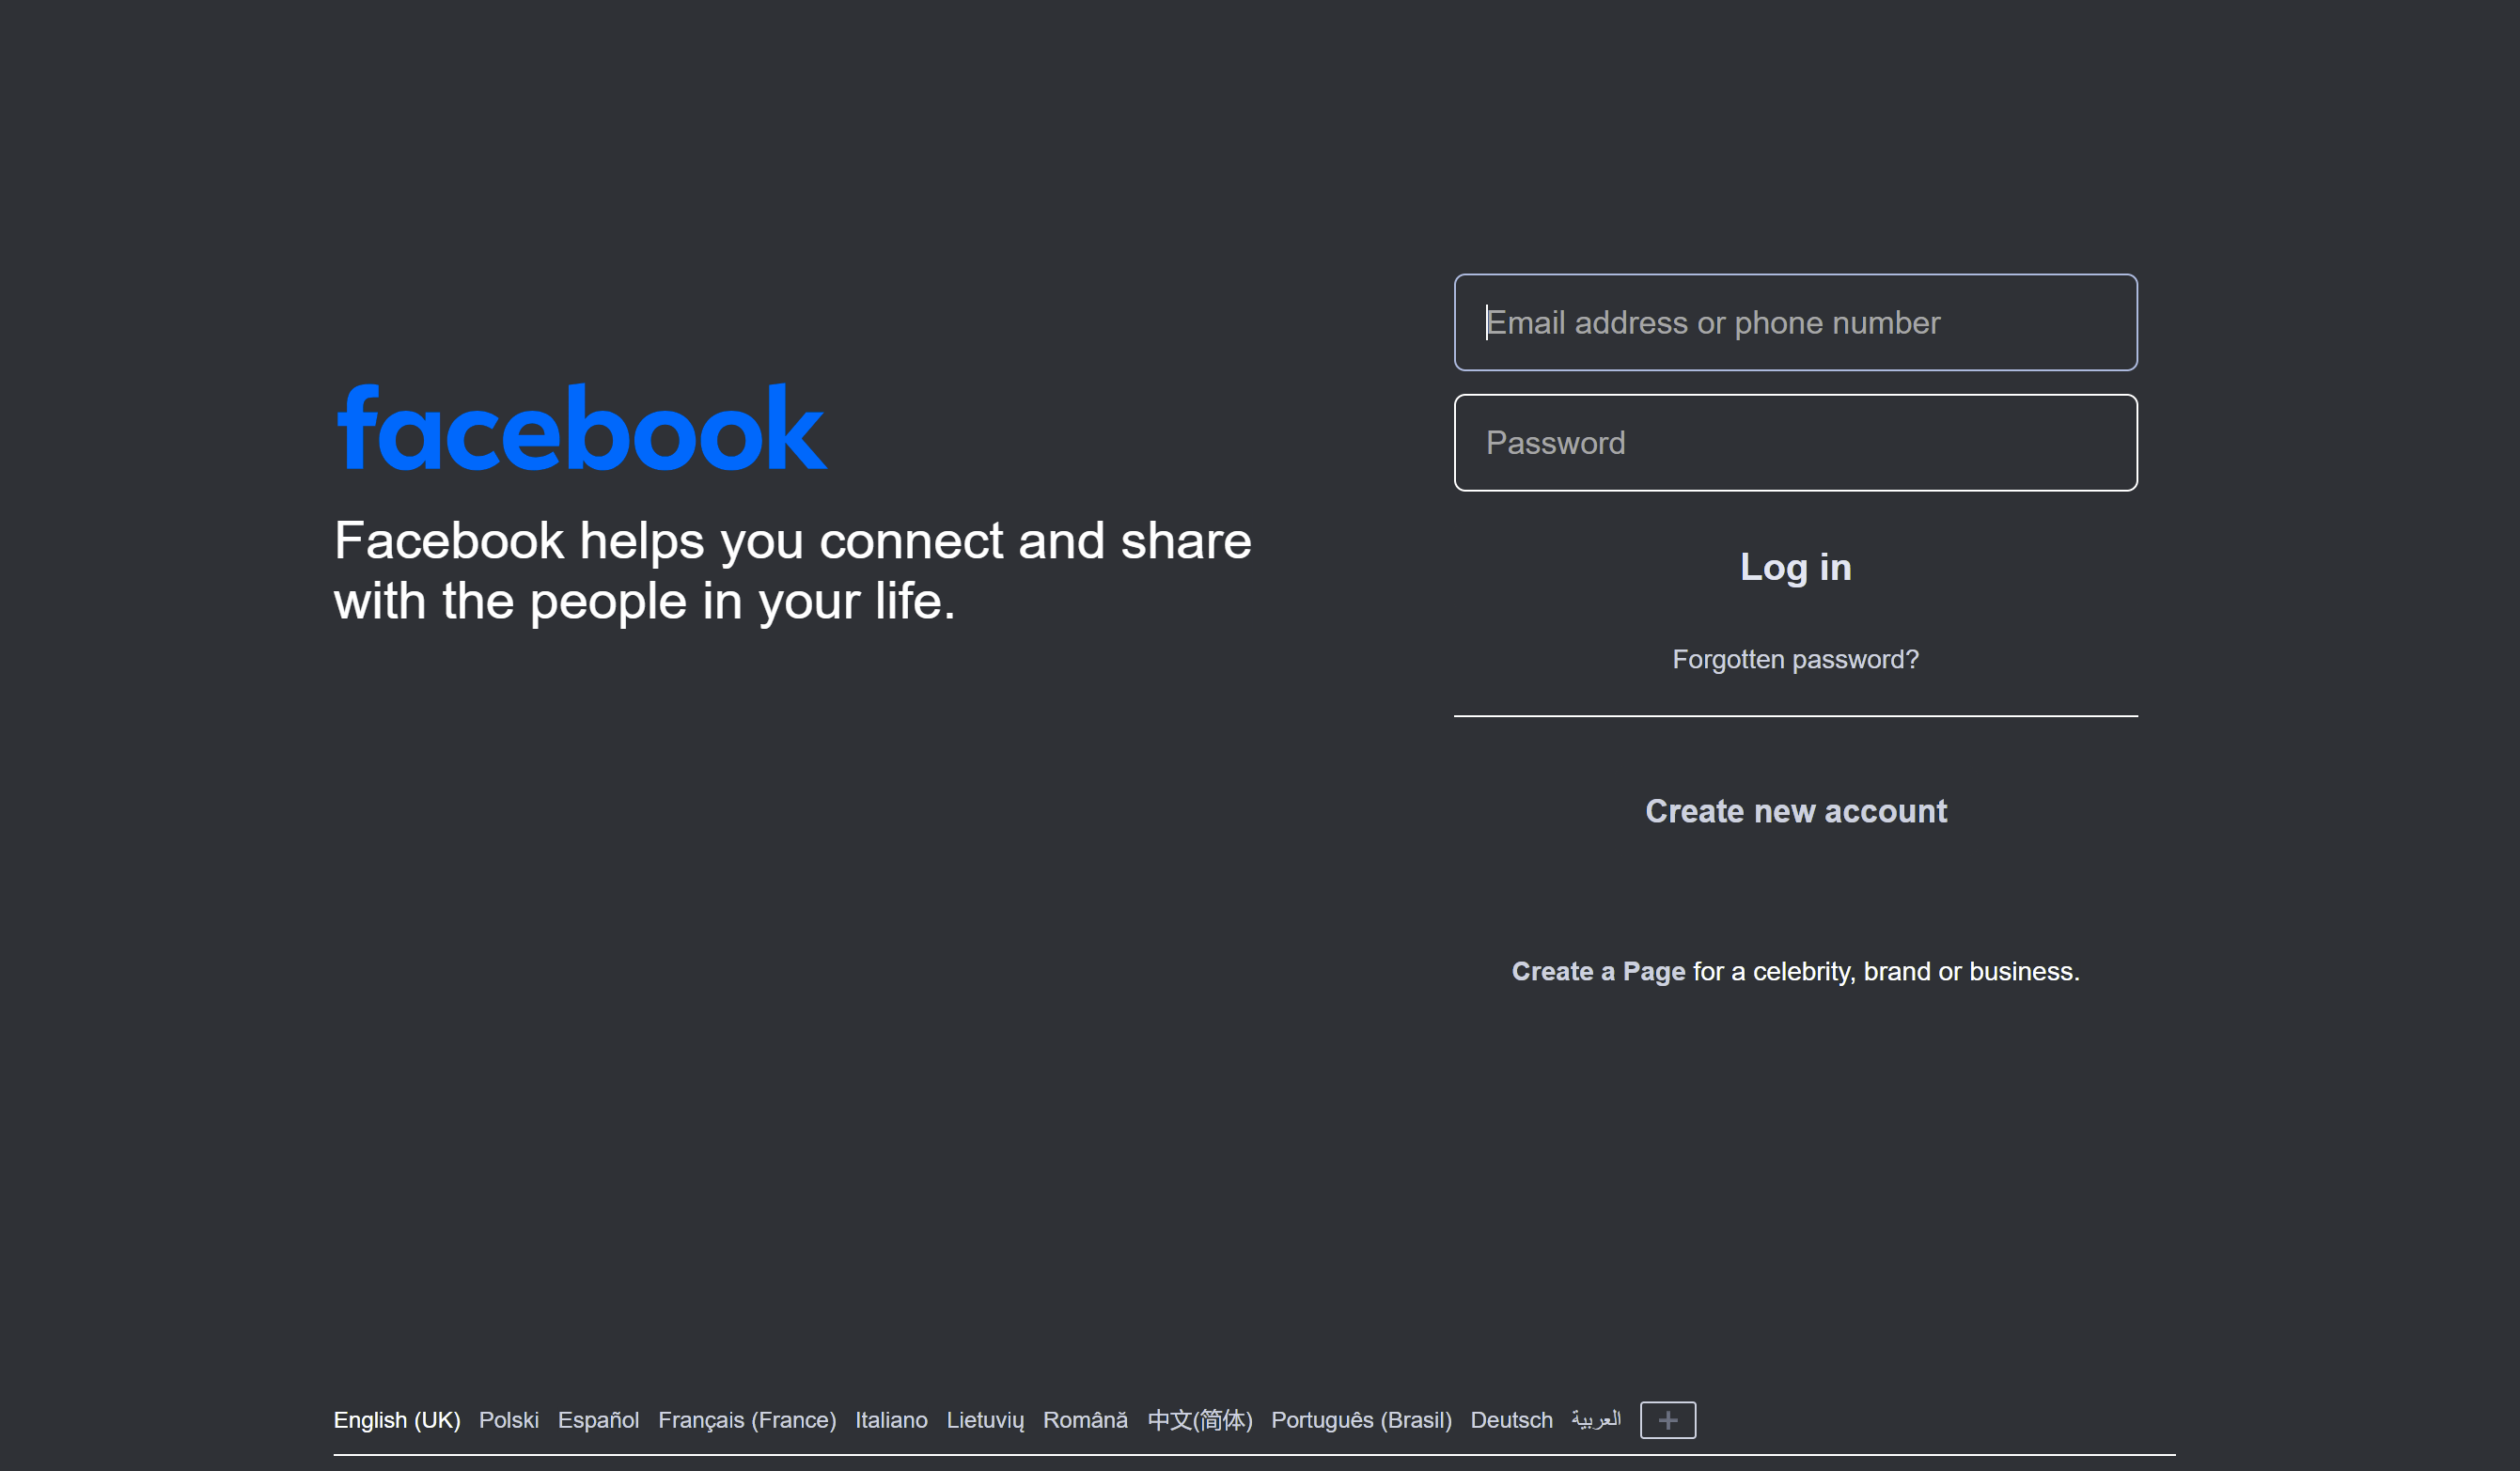 facebook
Facebook helps you connect and share
with the people in your life.
Email address or phone number
Password
Log in
Forgotten password?
Create new account
Create a Page for a celebrity, brand or business.
English (UK) Polski Español Français (France) Italiano Lietuvių Română 中文(简体) Português (Brasil) Deutsch العربية +